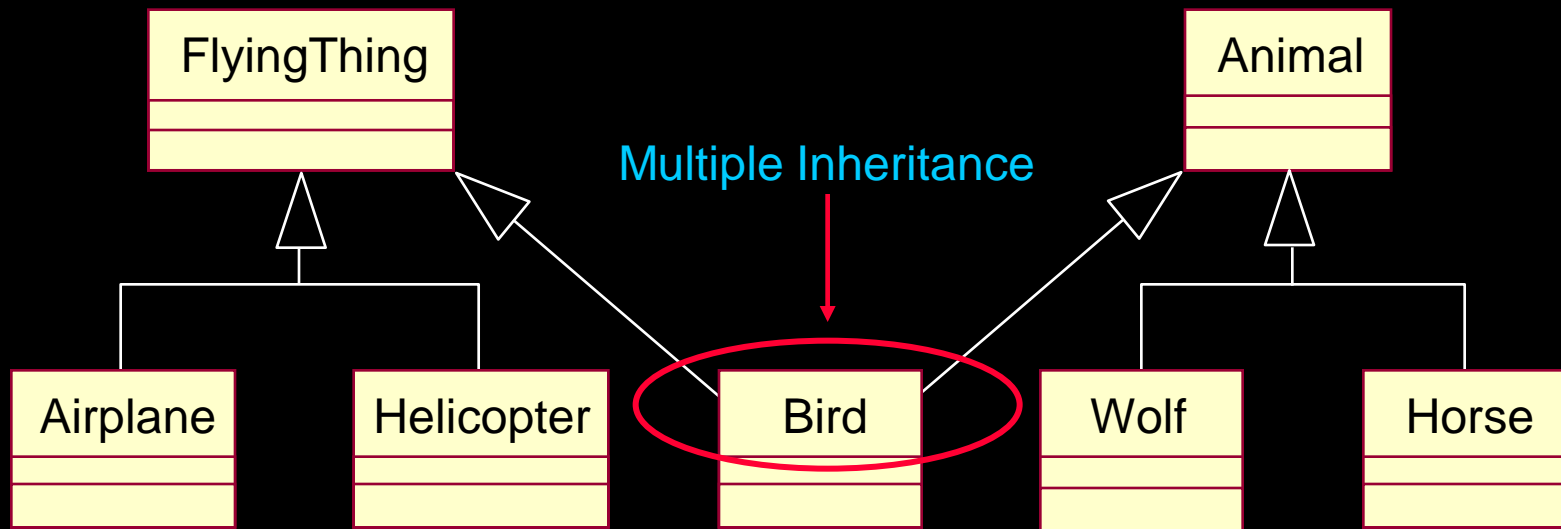 FlyingThing
Animal
Multiple Inheritance
Airplane
Helicopter
Bird
Wolf
Horse